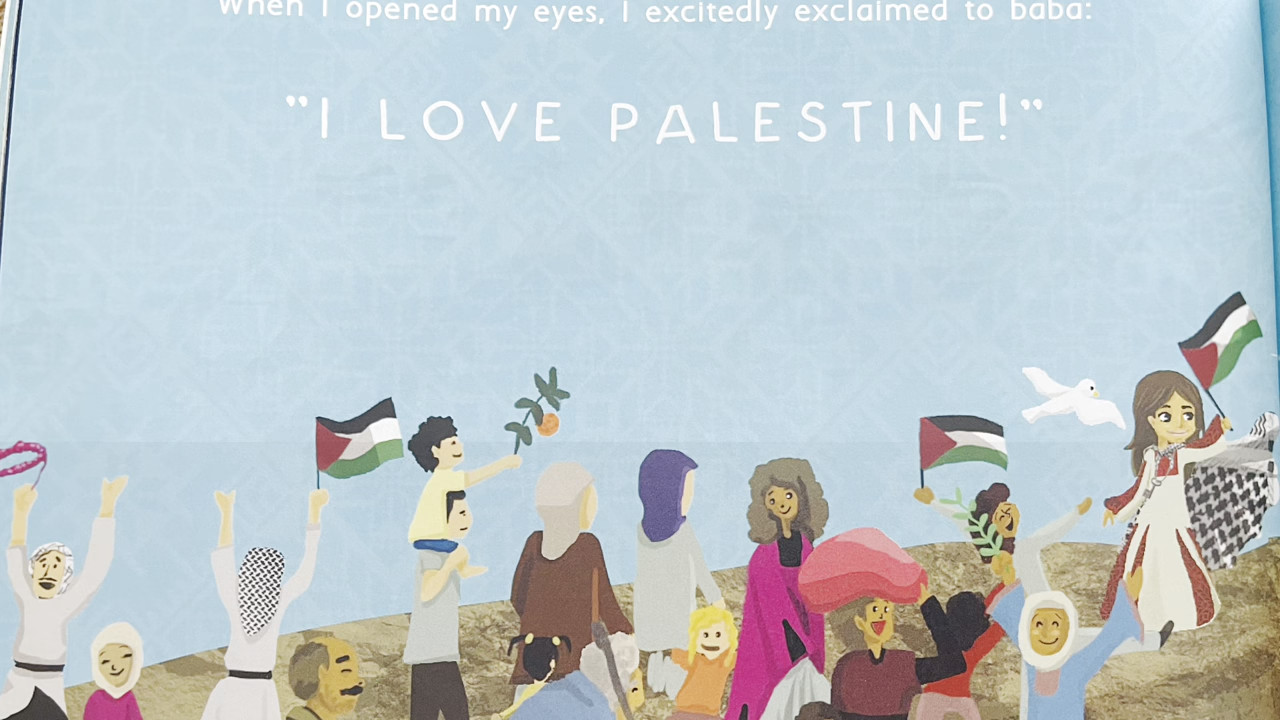 When I opened my eyes, I excitedly exclaimed to baba:
"I LOVE PALESTINE!"